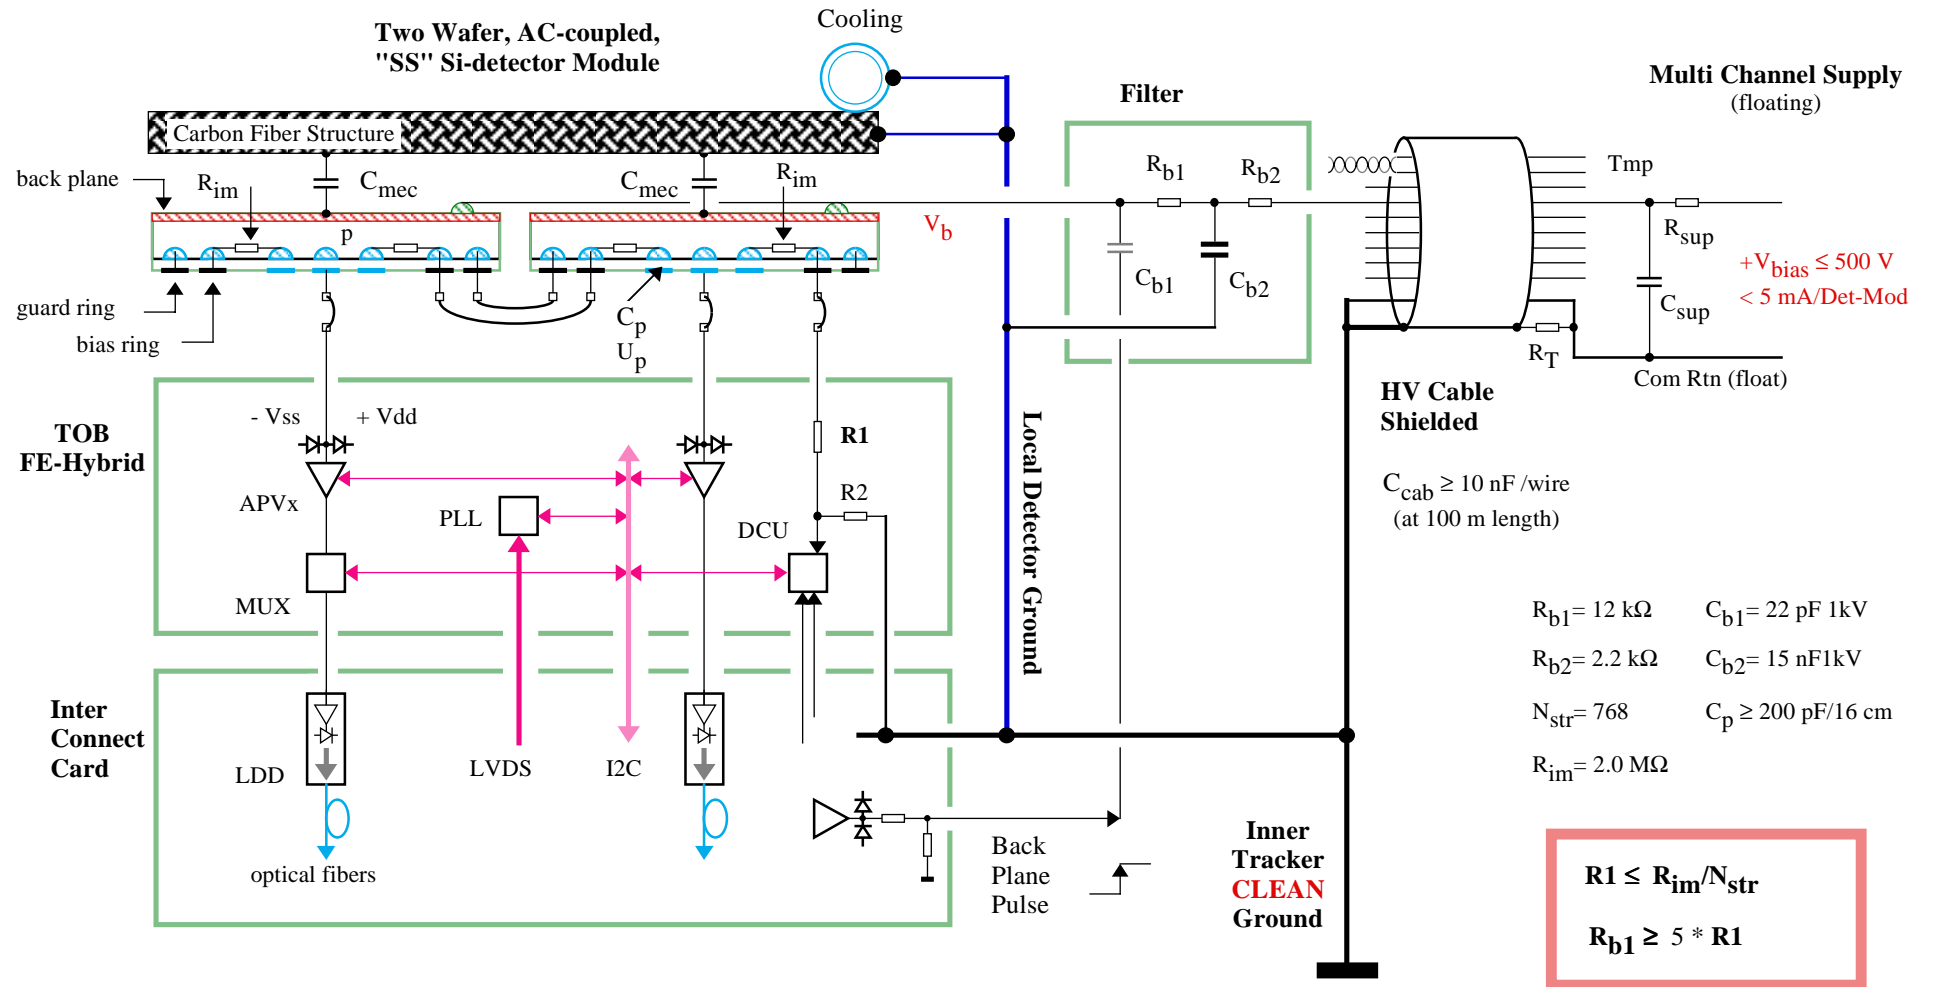 Two Wafer, AC-coupled,
"SS" Si-detector Module
Cooling
Filter
Multi Channel Supply
(floating)
Carbon Fiber Structure
back plane
Rim
Cmec
Cmec
Rim
p
Vb
Rb1
Rb2
Cb1
Cb2
Tmp
Rsup
Csup
+Vbias ≤ 500 V
< 5 mA/Det-Mod
guard ring
bias ring
Cp
Up
RT
Com Rtn (float)
HV Cable
Shielded
Ccab ≥ 10 nF /wire
(at 100 m length)
TOB
FE-Hybrid
- Vss
+ Vdd
R1
R2
APVx
PLL
DCU
MUX
Local Detector Ground
Rb1= 12 kΩ
Cb1= 22 pF 1kV
Rb2= 2.2 kΩ
Cb2= 15 nF1kV
Nstr= 768
Cp ≥ 200 pF/16 cm
Rim= 2.0 MΩ
Inter
Connect
Card
LDD
LVDS
I2C
optical fibers
Back
Plane
Pulse
Inner
Tracker
CLEAN
Ground
R1 ≤ Rim/Nstr
Rb1 ≥ 5 * R1